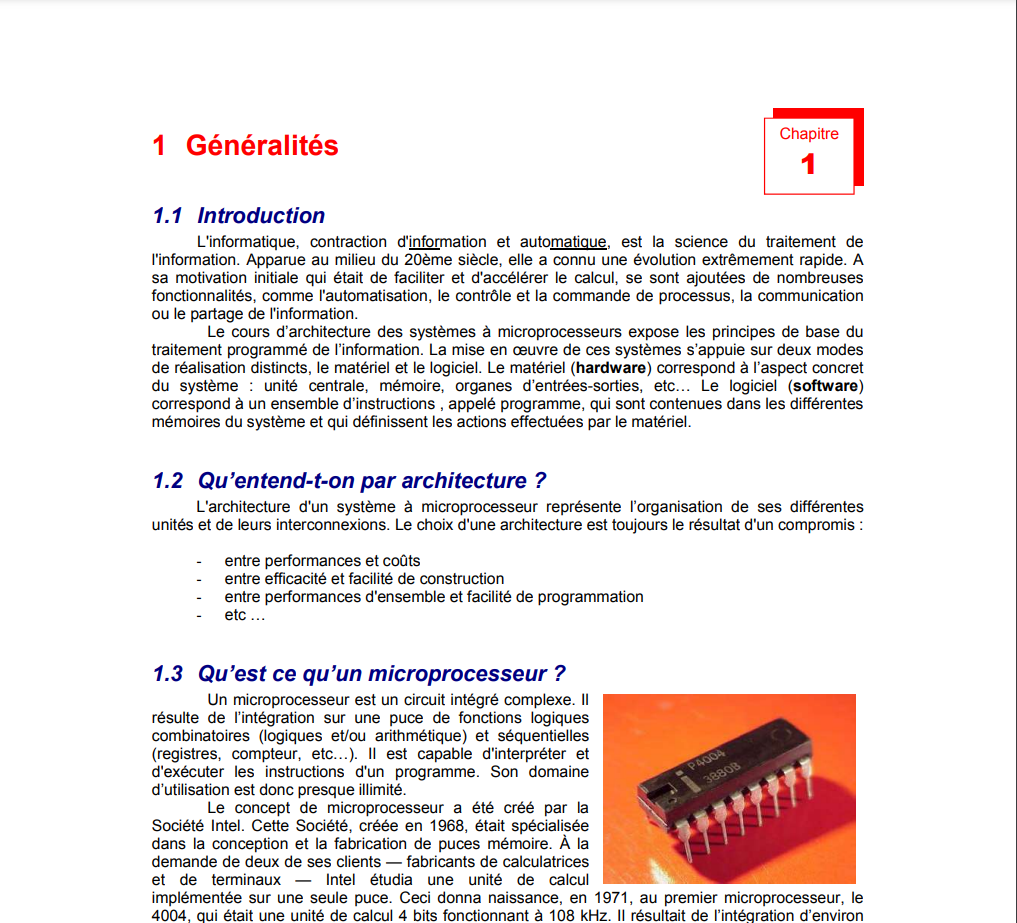 1 Généralités
Chapitre
1
1.1 Introduction
L'informatique, contraction d'information et automatique, est la science du traitement de
l'information. Apparue au milieu du 20ème siècle, elle a connu une évolution extrêmement rapide. A
sa motivation initiale qui était de faciliter et d'accélérer le calcul, se sont ajoutées de nombreuses
fonctionnalités, comme l'automatisation, le contrôle et la commande de processus, la communication
ou le partage de l'information.
Le cours d’architecture des systèmes à microprocesseurs expose les principes de base du
traitement programmé de l’information. La mise en œuvre de ces systèmes s’appuie sur deux modes
de réalisation distincts, le matériel et le logiciel. Le matériel (hardware) correspond à l’aspect concret
du système : unité centrale, mémoire, organes d’entrées-sorties, etc… Le logiciel (software)
correspond à un ensemble d’instructions , appelé programme, qui sont contenues dans les différentes
mémoires du système et qui définissent les actions effectuées par le matériel.
1.2 Qu’entend-t-on par architecture ?
L'architecture d'un système à microprocesseur représente l’organisation de ses différentes
unités et de leurs interconnexions. Le choix d'une architecture est toujours le résultat d'un compromis :
- entre performances et coûts
- entre efficacité et facilité de construction
- entre performances d'ensemble et facilité de programmation
- etc …
1.3 Qu’est ce qu’un microprocesseur ?
Un microprocesseur est un circuit intégré complexe. Il
résulte de l’intégration sur une puce de fonctions logiques
combinatoires (logiques et/ou arithmétique) et séquentielles
(registres, compteur, etc…). Il est capable d'interpréter et
d'exécuter les instructions d'un programme. Son domaine
d’utilisation est donc presque illimité.
Le concept de microprocesseur a été créé par la
Société Intel. Cette Société, créée en 1968, était spécialisée
dans la conception et la fabrication de puces mémoire. À la
demande de deux de ses clients — fabricants de calculatrices
et de terminaux — Intel étudia une unité de calcul
implémentée sur une seule puce. Ceci donna naissance, en 1971, au premier microprocesseur, le
4004, qui était une unité de calcul 4 bits fonctionnant à 108 kHz. Il résultait de l’intégration d’environ
P4004
3880B